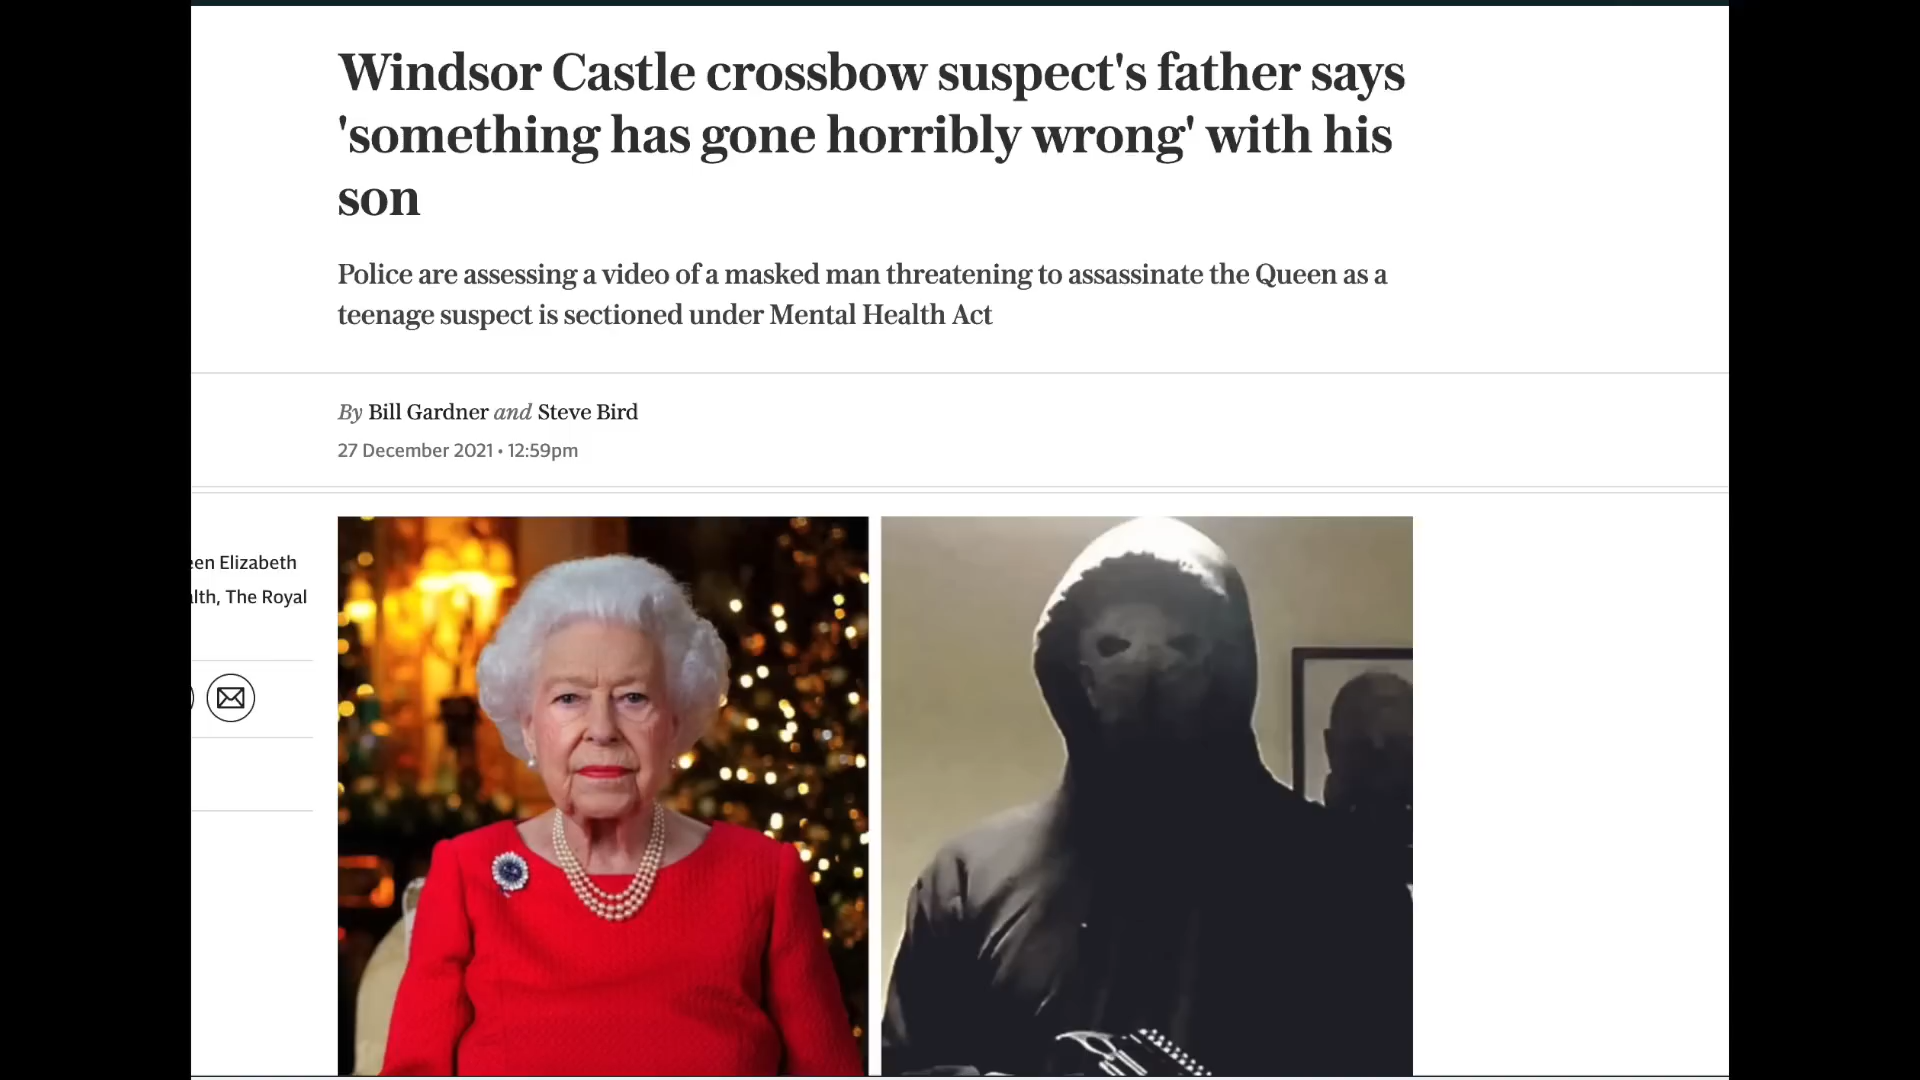 Windsor Castle crossbow suspect's father says
'something has gone horribly wrong' with his
son
Police are assessing a video of a masked man threatening to assassinate the Queen as a
teenage suspect is sectioned under Mental Health Act
By Bill Gardner and Steve Bird
27 December 2021 • 12:59pm
Elizabeth
The Royal